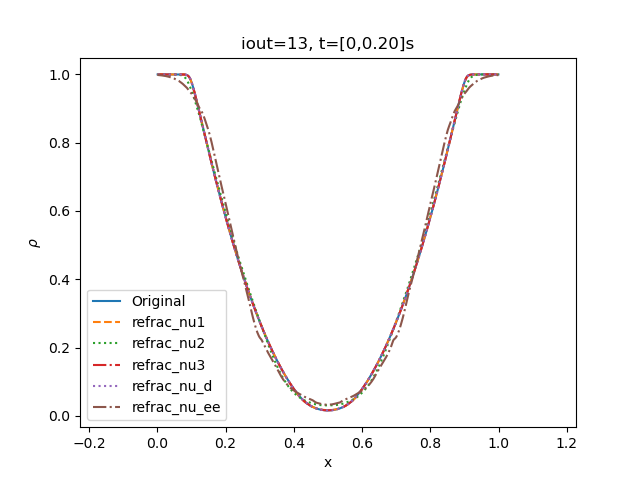 iout=13, t=[0,0.20]s
1.0
0.8
0.6
0.4
0.2
0.0
ρ
Original
refrac_nu1
refrac_nu2
refrac_nu3
refrac_nu_d
refrac_nu_ee
−0.2 0.0 0.2 0.4 0.6 0.8 1.0 1.2
x